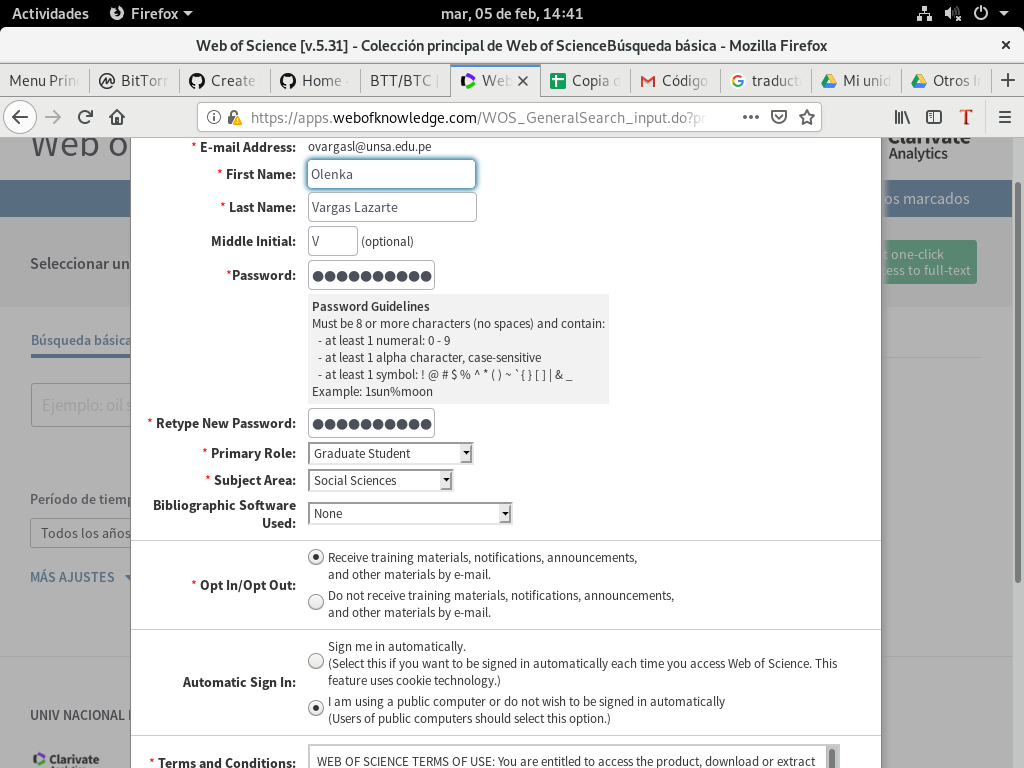 Actividades Firefox mar, 05 de feb, 14:41
Web of Science [v.5.31] - Colección principal de Web of ScienceBúsqueda básica - Mozilla Firefox
Menu Prin BitTorr Create Home BTT/BTC Web Copia d Código traduct Mi unid Otros In
https://apps.webofknowledge.com/WOS_GeneralSearch_input.do?pr
Web o
Clarivate
Analytics
os marcados
Seleccionar un
t one-click
ess to full-text
Búsqueda básica
Ejemplo: oil s
Período de tiemp
Todos los años
MÁS AJUSTES
UNIV NACIONAL
Clarivate
Analytics
* E-mail Address: ovargasl@unsa.edu.pe
* First Name: Olenka
* Last Name: Vargas Lazarte
Middle Initial: V (optional)
*Password: ●●●●●●●●●●
Password Guidelines
Must be 8 or more characters (no spaces) and contain:
- at least 1 numeral: 0 - 9
- at least 1 alpha character, case-sensitive
- at least 1 symbol: ! @ # $ % ^ * ( ) ~ `{ } [ ] | & _
Example: 1sun%moon
* Retype New Password: ●●●●●●●●●●
* Primary Role: Graduate Student
* Subject Area: Social Sciences
Bibliographic Software
Used: None
* Opt In/Opt Out:
Receive training materials, notifications, announcements,
and other materials by e-mail.
Do not receive training materials, notifications, announcements,
and other materials by e-mail.
Automatic Sign In:
Sign me in automatically.
(Select this if you want to be signed in automatically each time you access Web of Science. This
feature uses cookie technology.)
I am using a public computer or do not wish to be signed in automatically
(Users of public computers should select this option.)
* Terms and Conditions: WEB OF SCIENCE TERMS OF USE: You are entitled to access the product, download or extract